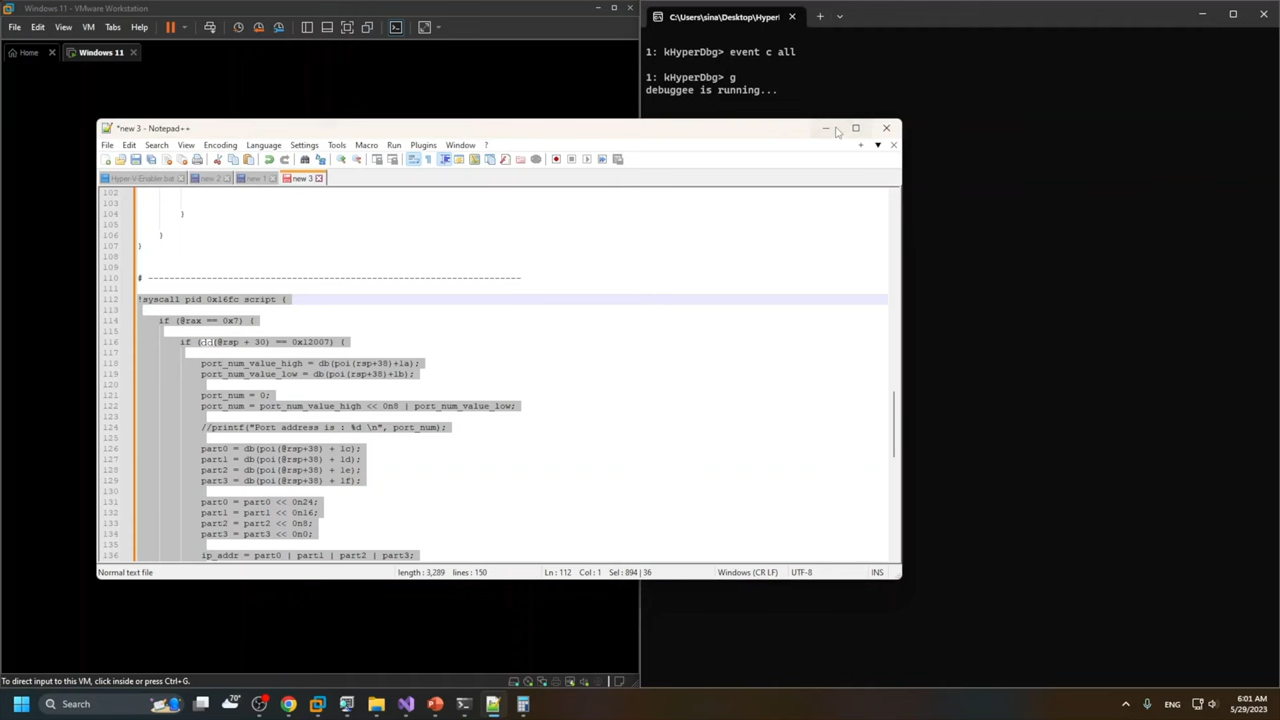 Windows 11 - VMware Workstation
File Edit View VM Tabs Help
Home Windows 11
C:\Users\sina\Desktop\Hyperl
1: kHyperDbg> event c all
1: kHyperDbg> g
debuggee is running...
*new 3 - Notepad++
File Edit Search View Encoding Language Settings Tools Macro Run Plugins Window ?
Hyper-V-Enabler.bat new 2 new 1 new 3
102
103
104 }
105
106 }
107 }
108
109
110 # ----------------------------------------------------------------------
111
112 !syscall pid 0x16fc script {
113
114 if (@rax == 0x7) {
115
116 if (dd(@rsp + 30) == 0x12007) {
117
118 port_num_value_high = db(poi(rsp+38)+1a);
119 port_num_value_low = db(poi(rsp+38)+1b);
120
121 port_num = 0;
122 port_num = port_num_value_high << 0n8 | port_num_value_low;
123
124 //printf("Port address is : %d \n", port_num);
125
126 part0 = db(poi(@rsp+38) + 1c);
127 part1 = db(poi(@rsp+38) + 1d);
128 part2 = db(poi(@rsp+38) + 1e);
129 part3 = db(poi(@rsp+38) + 1f);
130
131 part0 = part0 << 0n24;
132 part1 = part1 << 0n16;
133 part2 = part2 << 0n8;
134 part3 = part3 << 0n0;
135
136 ip_addr = part0 | part1 | part2 | part3;
Normal text file length : 3,289 lines : 150 Ln : 112 Col : 1 Sel : 894 | 36 Windows (CR LF) UTF-8 INS
To direct input to this VM, click inside or press Ctrl+G.
Search 70° ENG 6:01 AM
5/29/2023